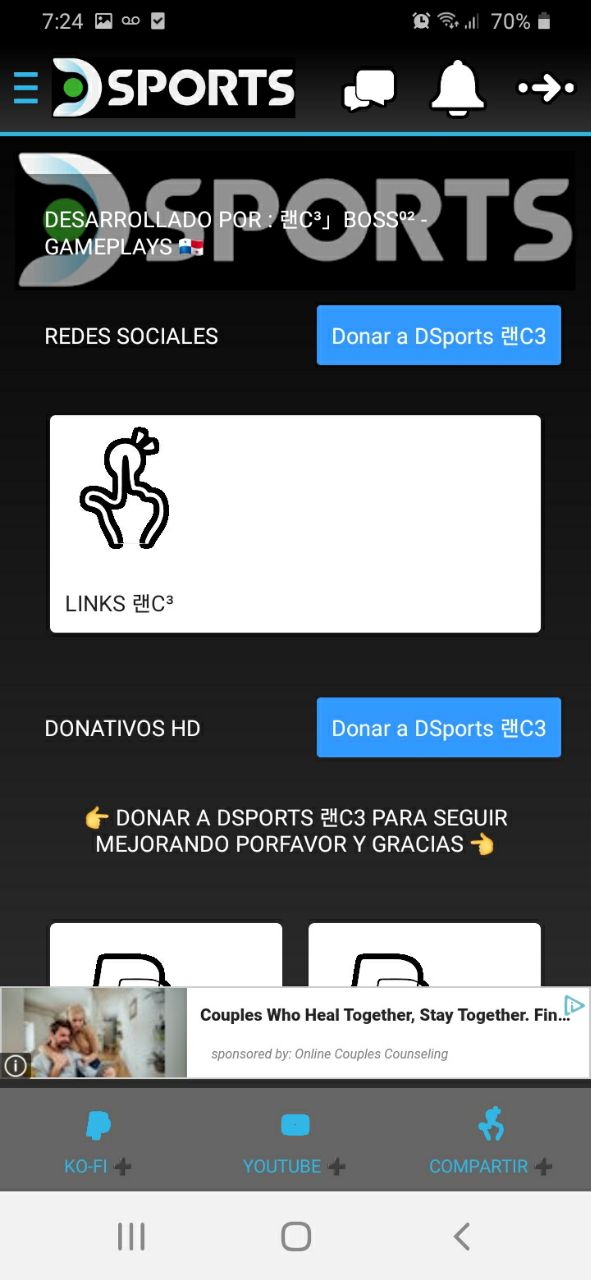 7:24
70%
DSPORTS
DSPORTS
DESARROLLADO POR : 랜C³」BOSS⁰² -
GAMEPLAYS 🇵🇦
REDES SOCIALES
Donar a DSports 랜C3
LINKS 랜C³
DONATIVOS HD
Donar a DSports 랜C3
👉 DONAR A DSPORTS 랜C3 PARA SEGUIR
MEJORANDO PORFAVOR Y GRACIAS 👈
Couples Who Heal Together, Stay Together. Fin...
sponsored by: Online Couples Counseling
KO-FI ➕
YOUTUBE ➕
COMPARTIR ➕